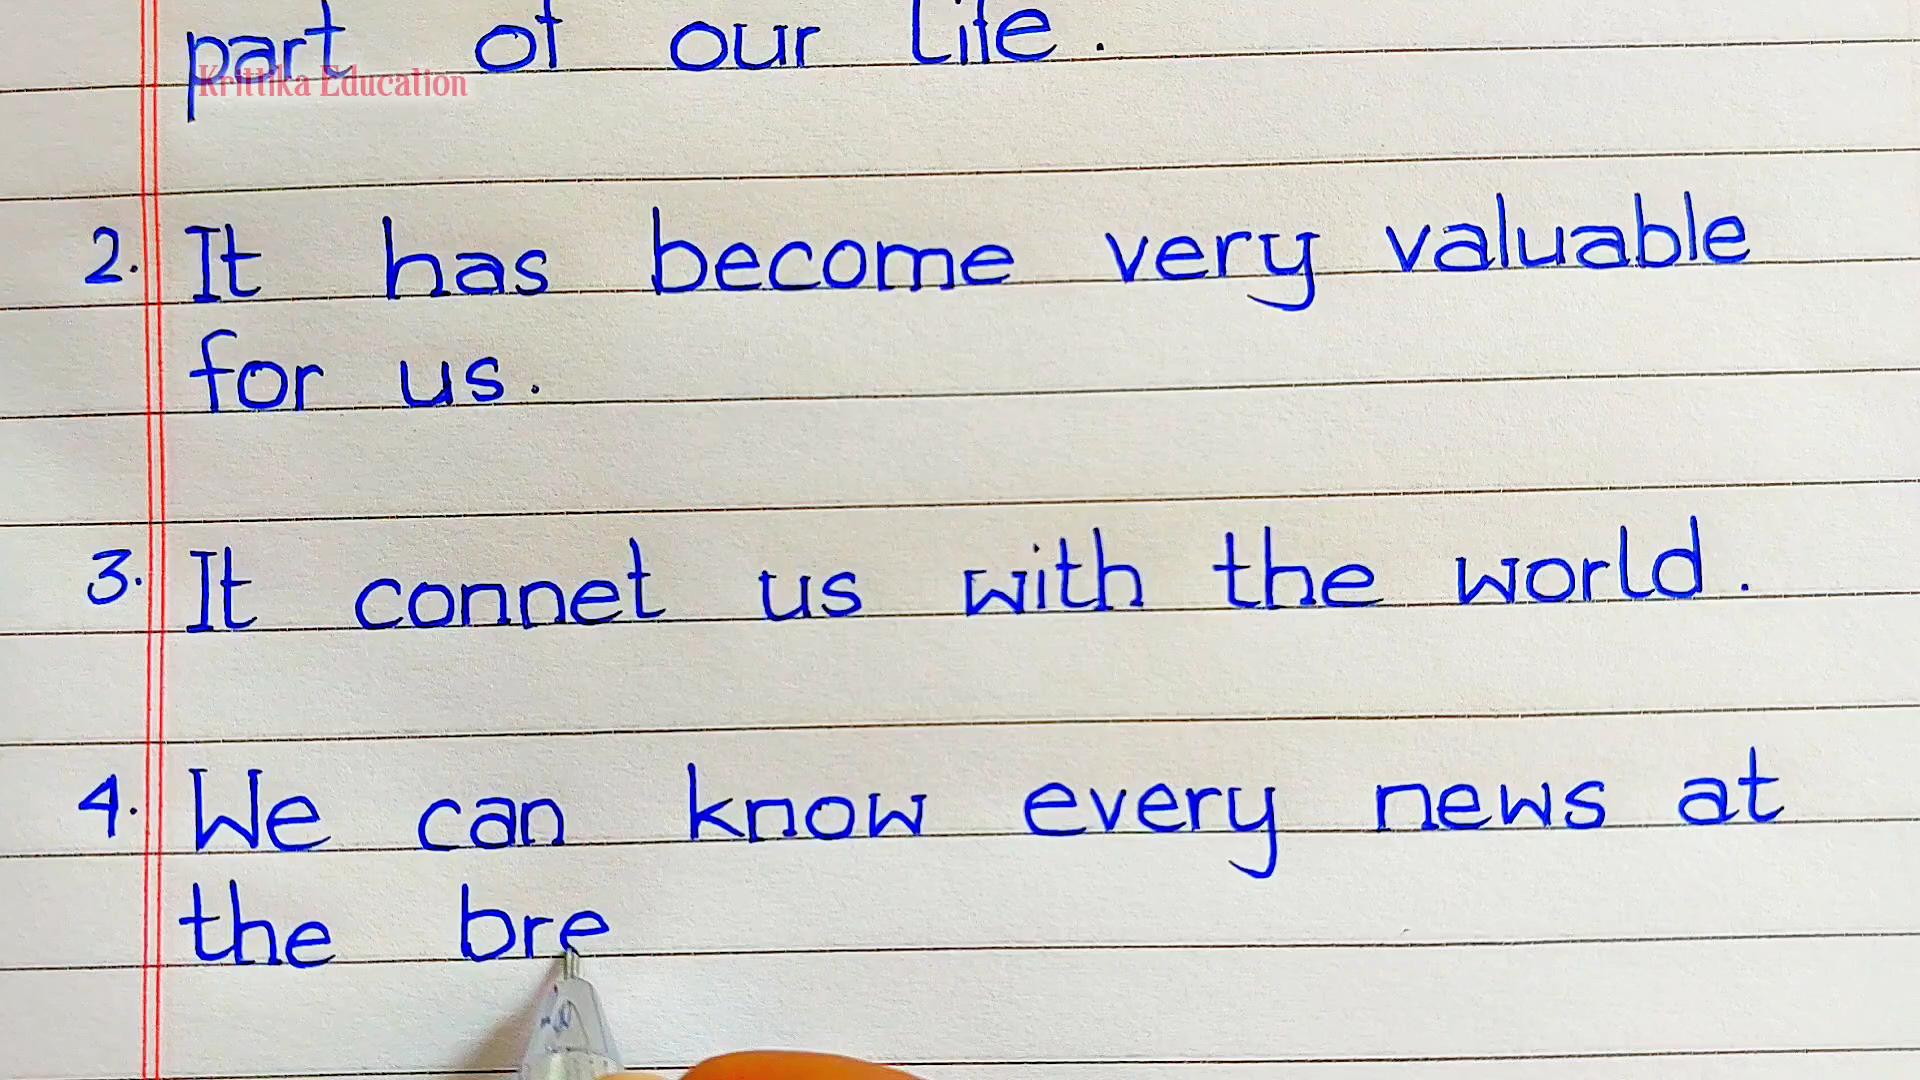 part of our life.
Krittika Education
2. It has become very valuable
for us.
3. It connet us with the world.
4. We can know every news at
the bre